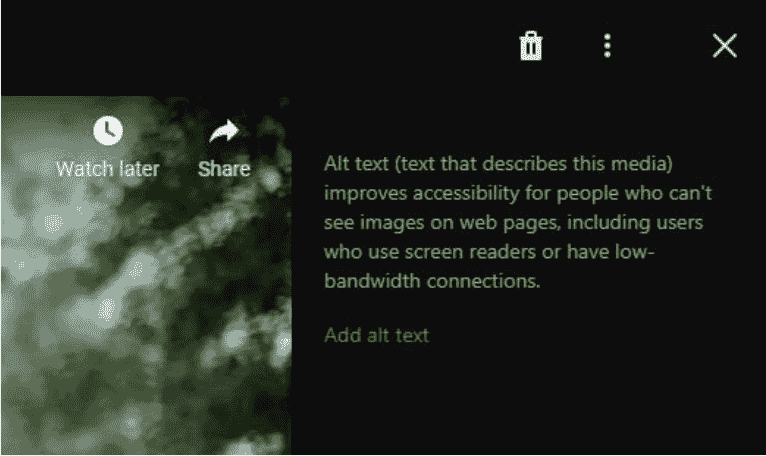 Watch later
Share
Alt text (text that describes this media)
improves accessibility for people who can't
see images on web pages, including users
who use screen readers or have low-
bandwidth connections.
Add alt text